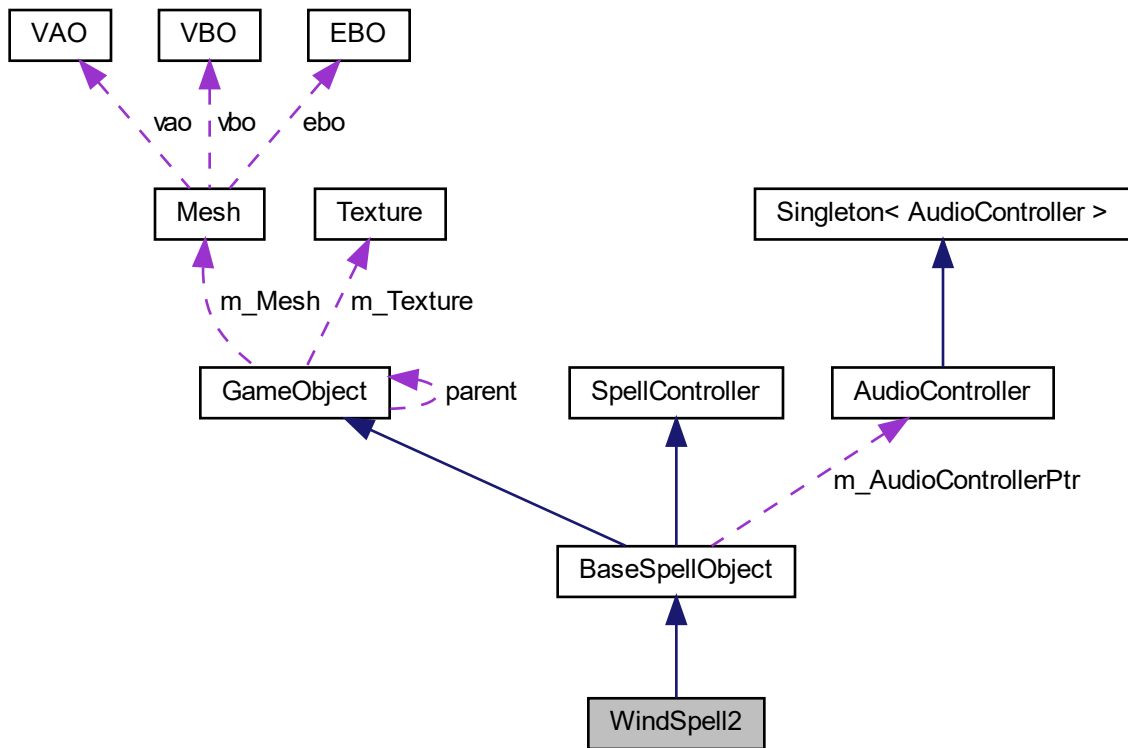 VAO
VBO
EBO
vao
vbo
ebo
Mesh
Texture
Singleton< AudioController >
m_Mesh
m_Texture
GameObject
parent
SpellController
AudioController
m_AudioControllerPtr
BaseSpellObject
WindSpell2